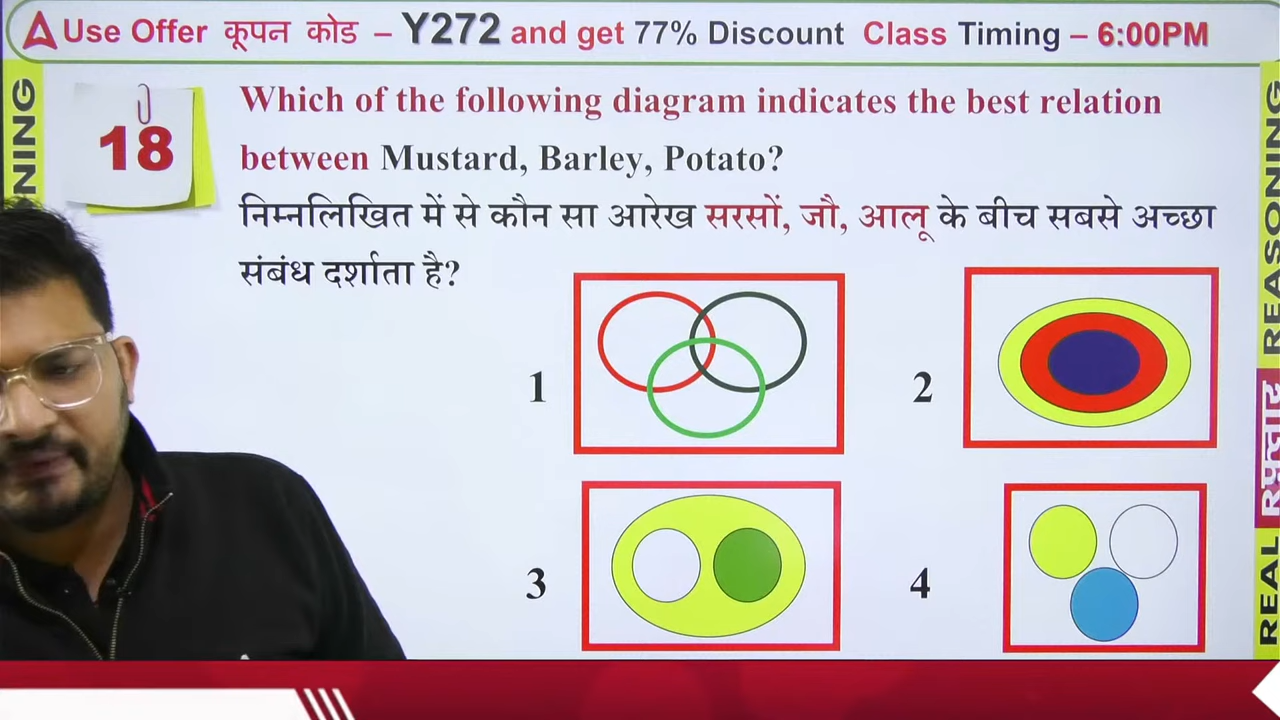 Use Offer कूपन कोड – Y272 and get 77% Discount Class Timing – 6:00PM
NING
18
Which of the following diagram indicates the best relation
between Mustard, Barley, Potato?
निम्नलिखित में से कौन सा आरेख सरसों, जौ, आलू के बीच सबसे अच्छा
संबंध दर्शाता है?
1
2
3
4
REAL REASONING